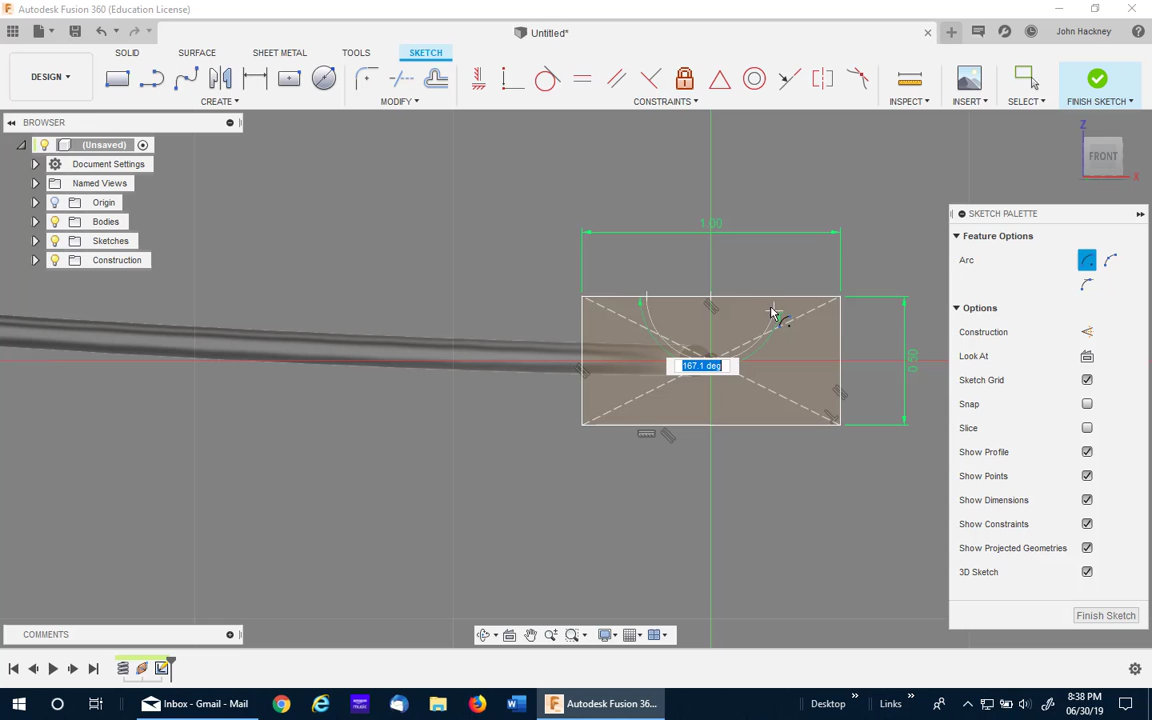 Autodesk Fusion 360 (Education License)
Untitled*
John Hackney
DESIGN
SOLID
SURFACE
SHEET METAL
TOOLS
SKETCH
CREATE
MODIFY
CONSTRAINTS
INSPECT
INSERT
SELECT
FINISH SKETCH
BROWSER
(Unsaved)
Document Settings
Named Views
Origin
Bodies
Sketches
Construction
Z
FRONT
X
1.00
0.50
167.1 deg
SKETCH PALETTE
Feature Options
Arc
Options
Construction
Look At
Sketch Grid
Snap
Slice
Show Profile
Show Points
Show Dimensions
Show Constraints
Show Projected Geometries
3D Sketch
Finish Sketch
COMMENTS
Inbox - Gmail - Mail
Autodesk Fusion 36...
Desktop
Links
8:38 PM
06/30/19